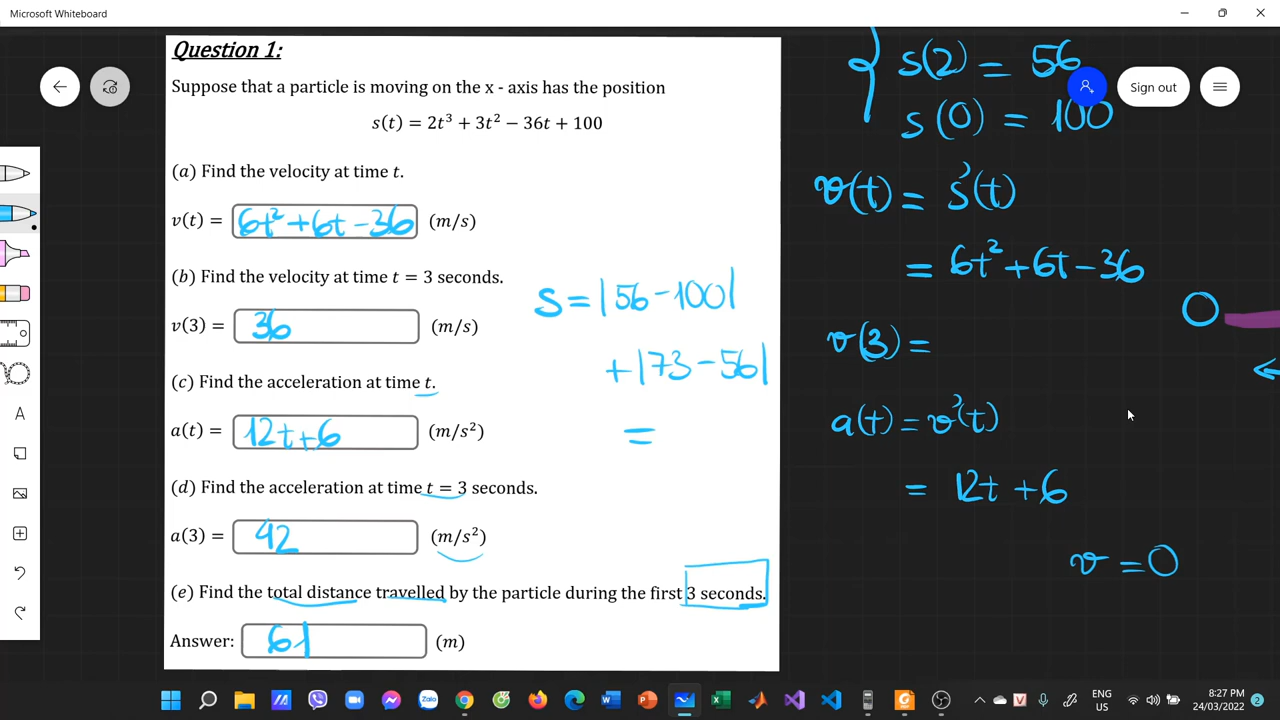 Microsoft Whiteboard
Sign out
Question 1:
Suppose that a particle is moving on the x - axis has the position
s(t) = 2t³ + 3t² − 36t + 100
(a) Find the velocity at time t.
v(t) = 6t² + 6t − 36 (m/s)
(b) Find the velocity at time t = 3 seconds.
v(3) = 36 (m/s)
(c) Find the acceleration at time t.
a(t) = 12t + 6 (m/s²)
(d) Find the acceleration at time t = 3 seconds.
a(3) = 42 (m/s²)
(e) Find the total distance travelled by the particle during the first 3 seconds.
Answer: 61 (m)
S = |56 − 100|
+ |73 − 56|
=
s(2) = 56
s(0) = 100
v(t) = s'(t)
= 6t² + 6t − 36
v(3) =
a(t) = v'(t)
= 12t + 6
v = 0
0
A
Zalo
ENG
US
8:27 PM
24/03/2022
2